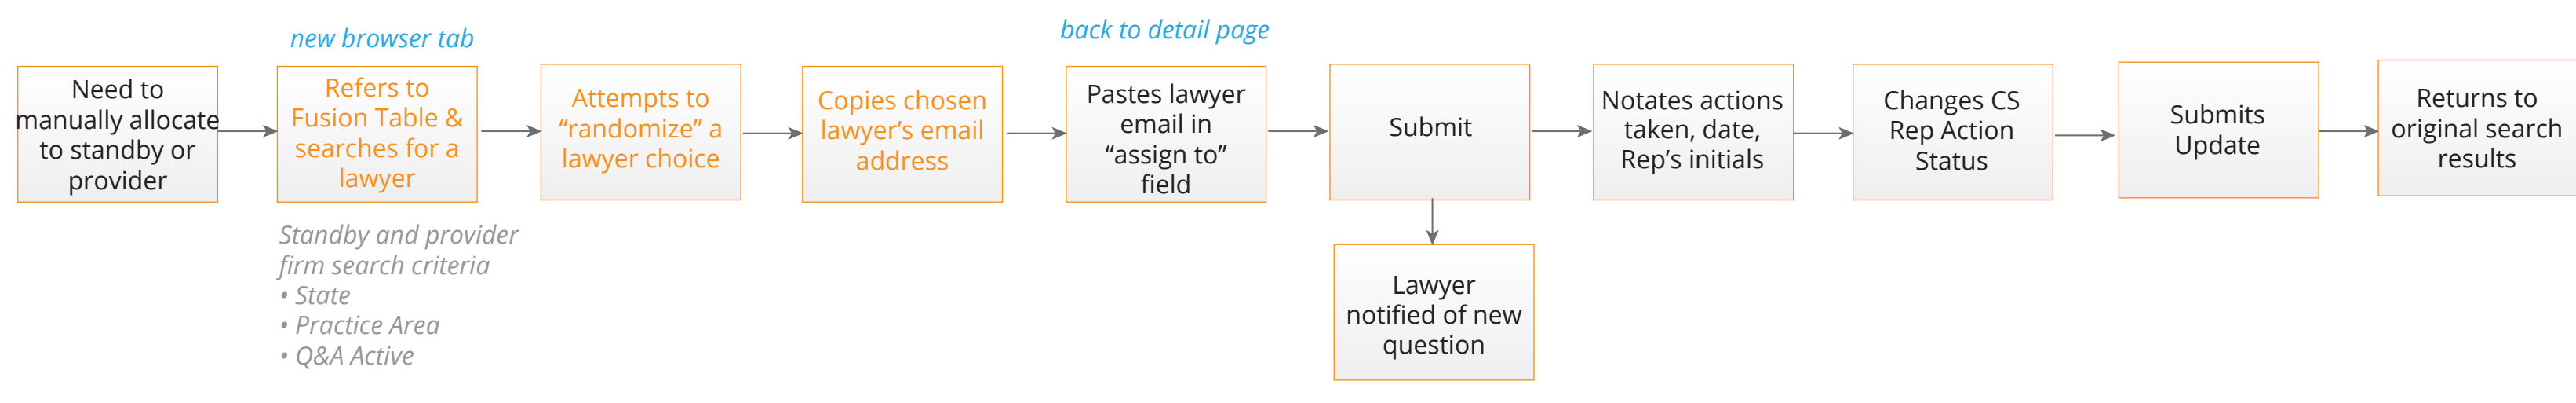 new browser tab
back to detail page
Need to
manually allocate
to standby or
provider
Refers to
Fusion Table &
searches for a
lawyer
Attempts to
“randomize” a
lawyer choice
Copies chosen
lawyer’s email
address
Pastes lawyer
email in
“assign to”
field
Submit
Notates actions
taken, date,
Rep’s initials
Changes CS
Rep Action
Status
Submits
Update
Returns to
original search
results
Standby and provider
firm search criteria
• State
• Practice Area
• Q&A Active
Lawyer
notified of new
question